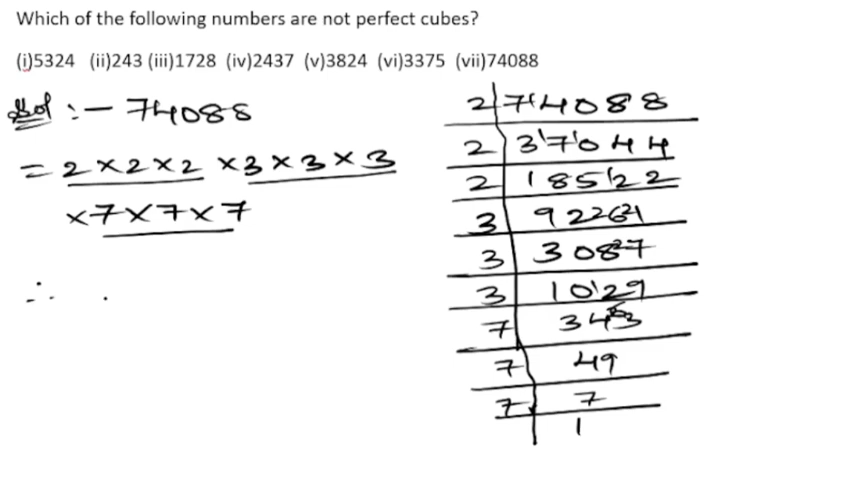 Which of the following numbers are not perfect cubes?
(i)5324 (ii)243 (iii)1728 (iv)2437 (v)3824 (vi)3375 (vii)74088
Sol :- 74088
= 2 × 2 × 2 × 3 × 3 × 3
× 7 × 7 × 7
∴ .
2 74088
2 37044
2 18522
3 9261
3 3087
3 1029
7 343
7 49
7 7
1